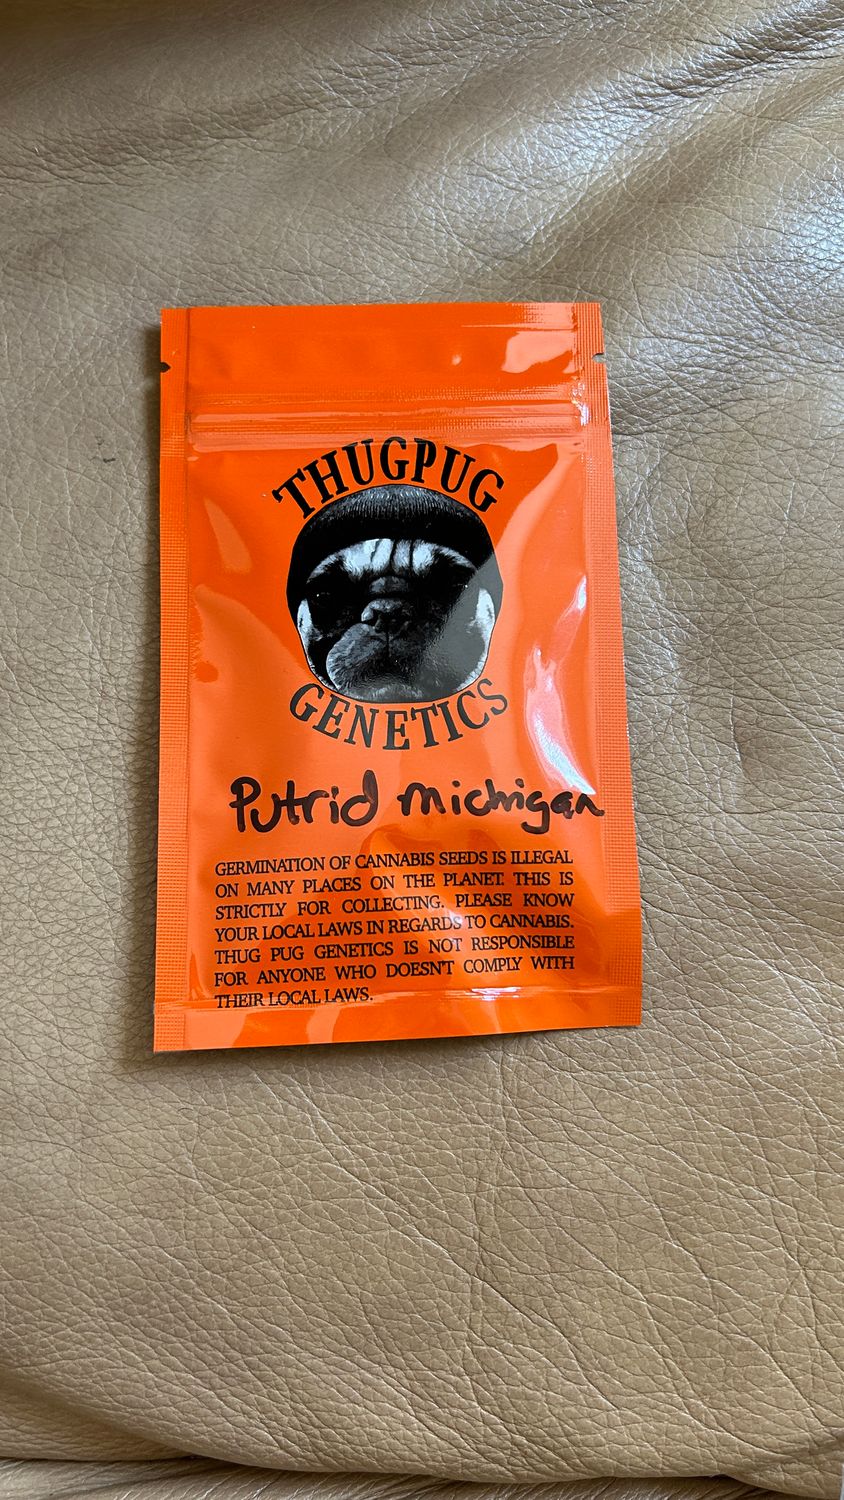 THUGPUG
GENETICS
Putrid Michigan
GERMINATION OF CANNABIS SEEDS IS ILLEGAL
ON MANY PLACES ON THE PLANET. THIS IS
STRICTLY FOR COLLECTING. PLEASE KNOW
YOUR LOCAL LAWS IN REGARDS TO CANNABIS.
THUG PUG GENETICS IS NOT RESPONSIBLE
FOR ANYONE WHO DOESN'T COMPLY WITH
THEIR LOCAL LAWS.